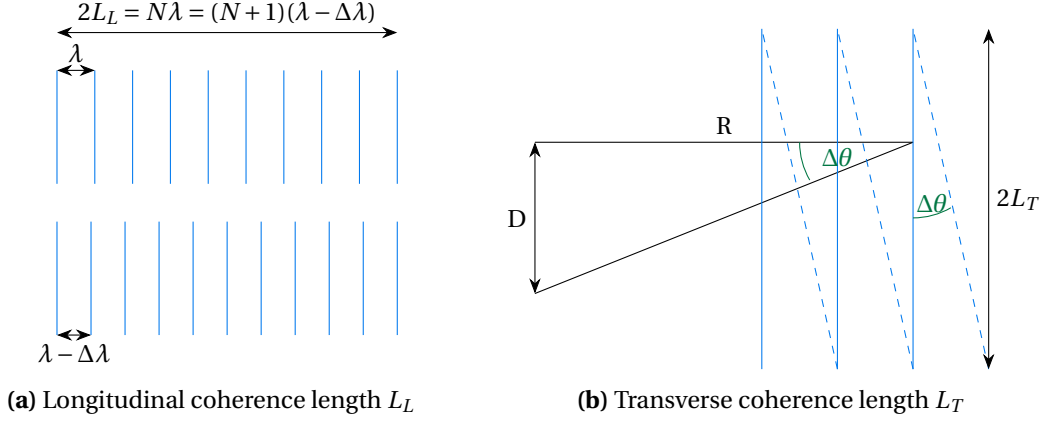 2L_L = Nλ = (N + 1)(λ − Δλ)
λ
λ − Δλ
(a) Longitudinal coherence length L_L
R
Δθ
D
Δθ
2L_T
(b) Transverse coherence length L_T